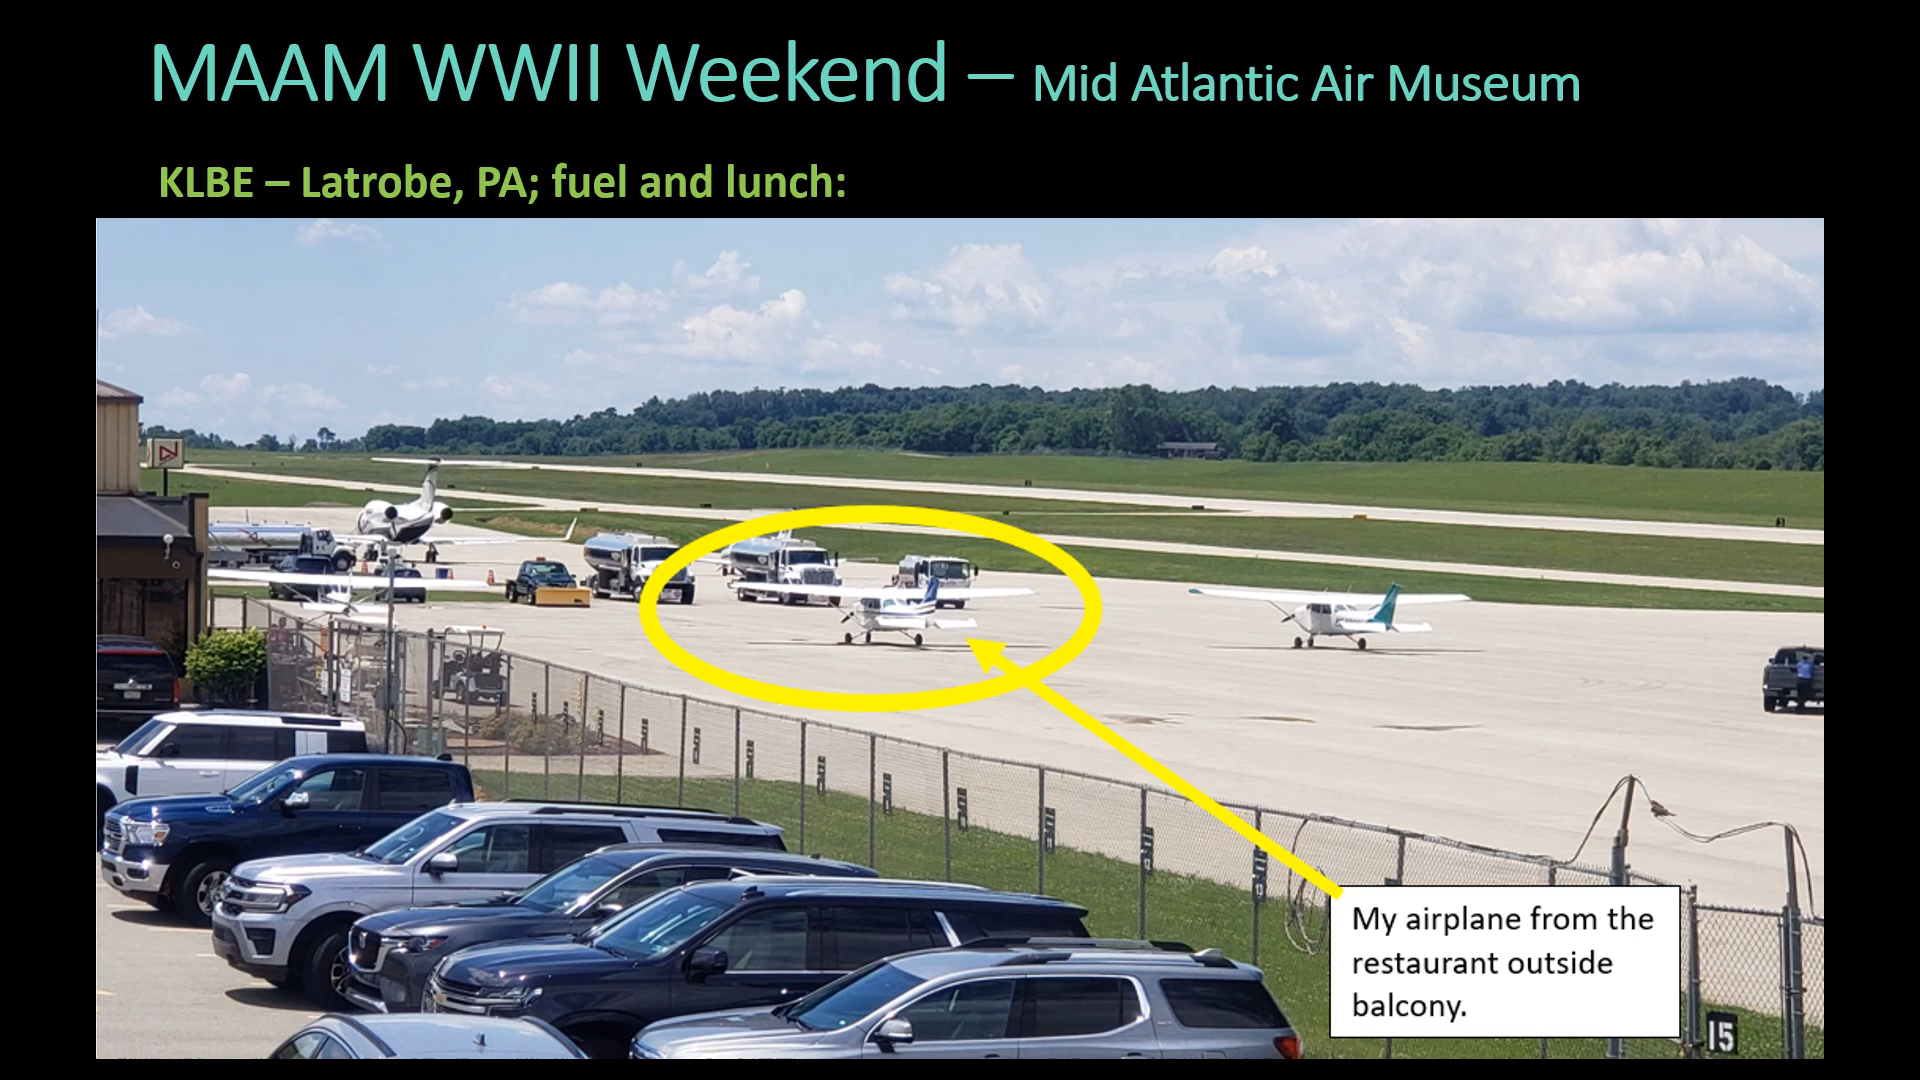 MAAM WWII Weekend – Mid Atlantic Air Museum
KLBE – Latrobe, PA; fuel and lunch:
My airplane from the
restaurant outside
balcony.
15